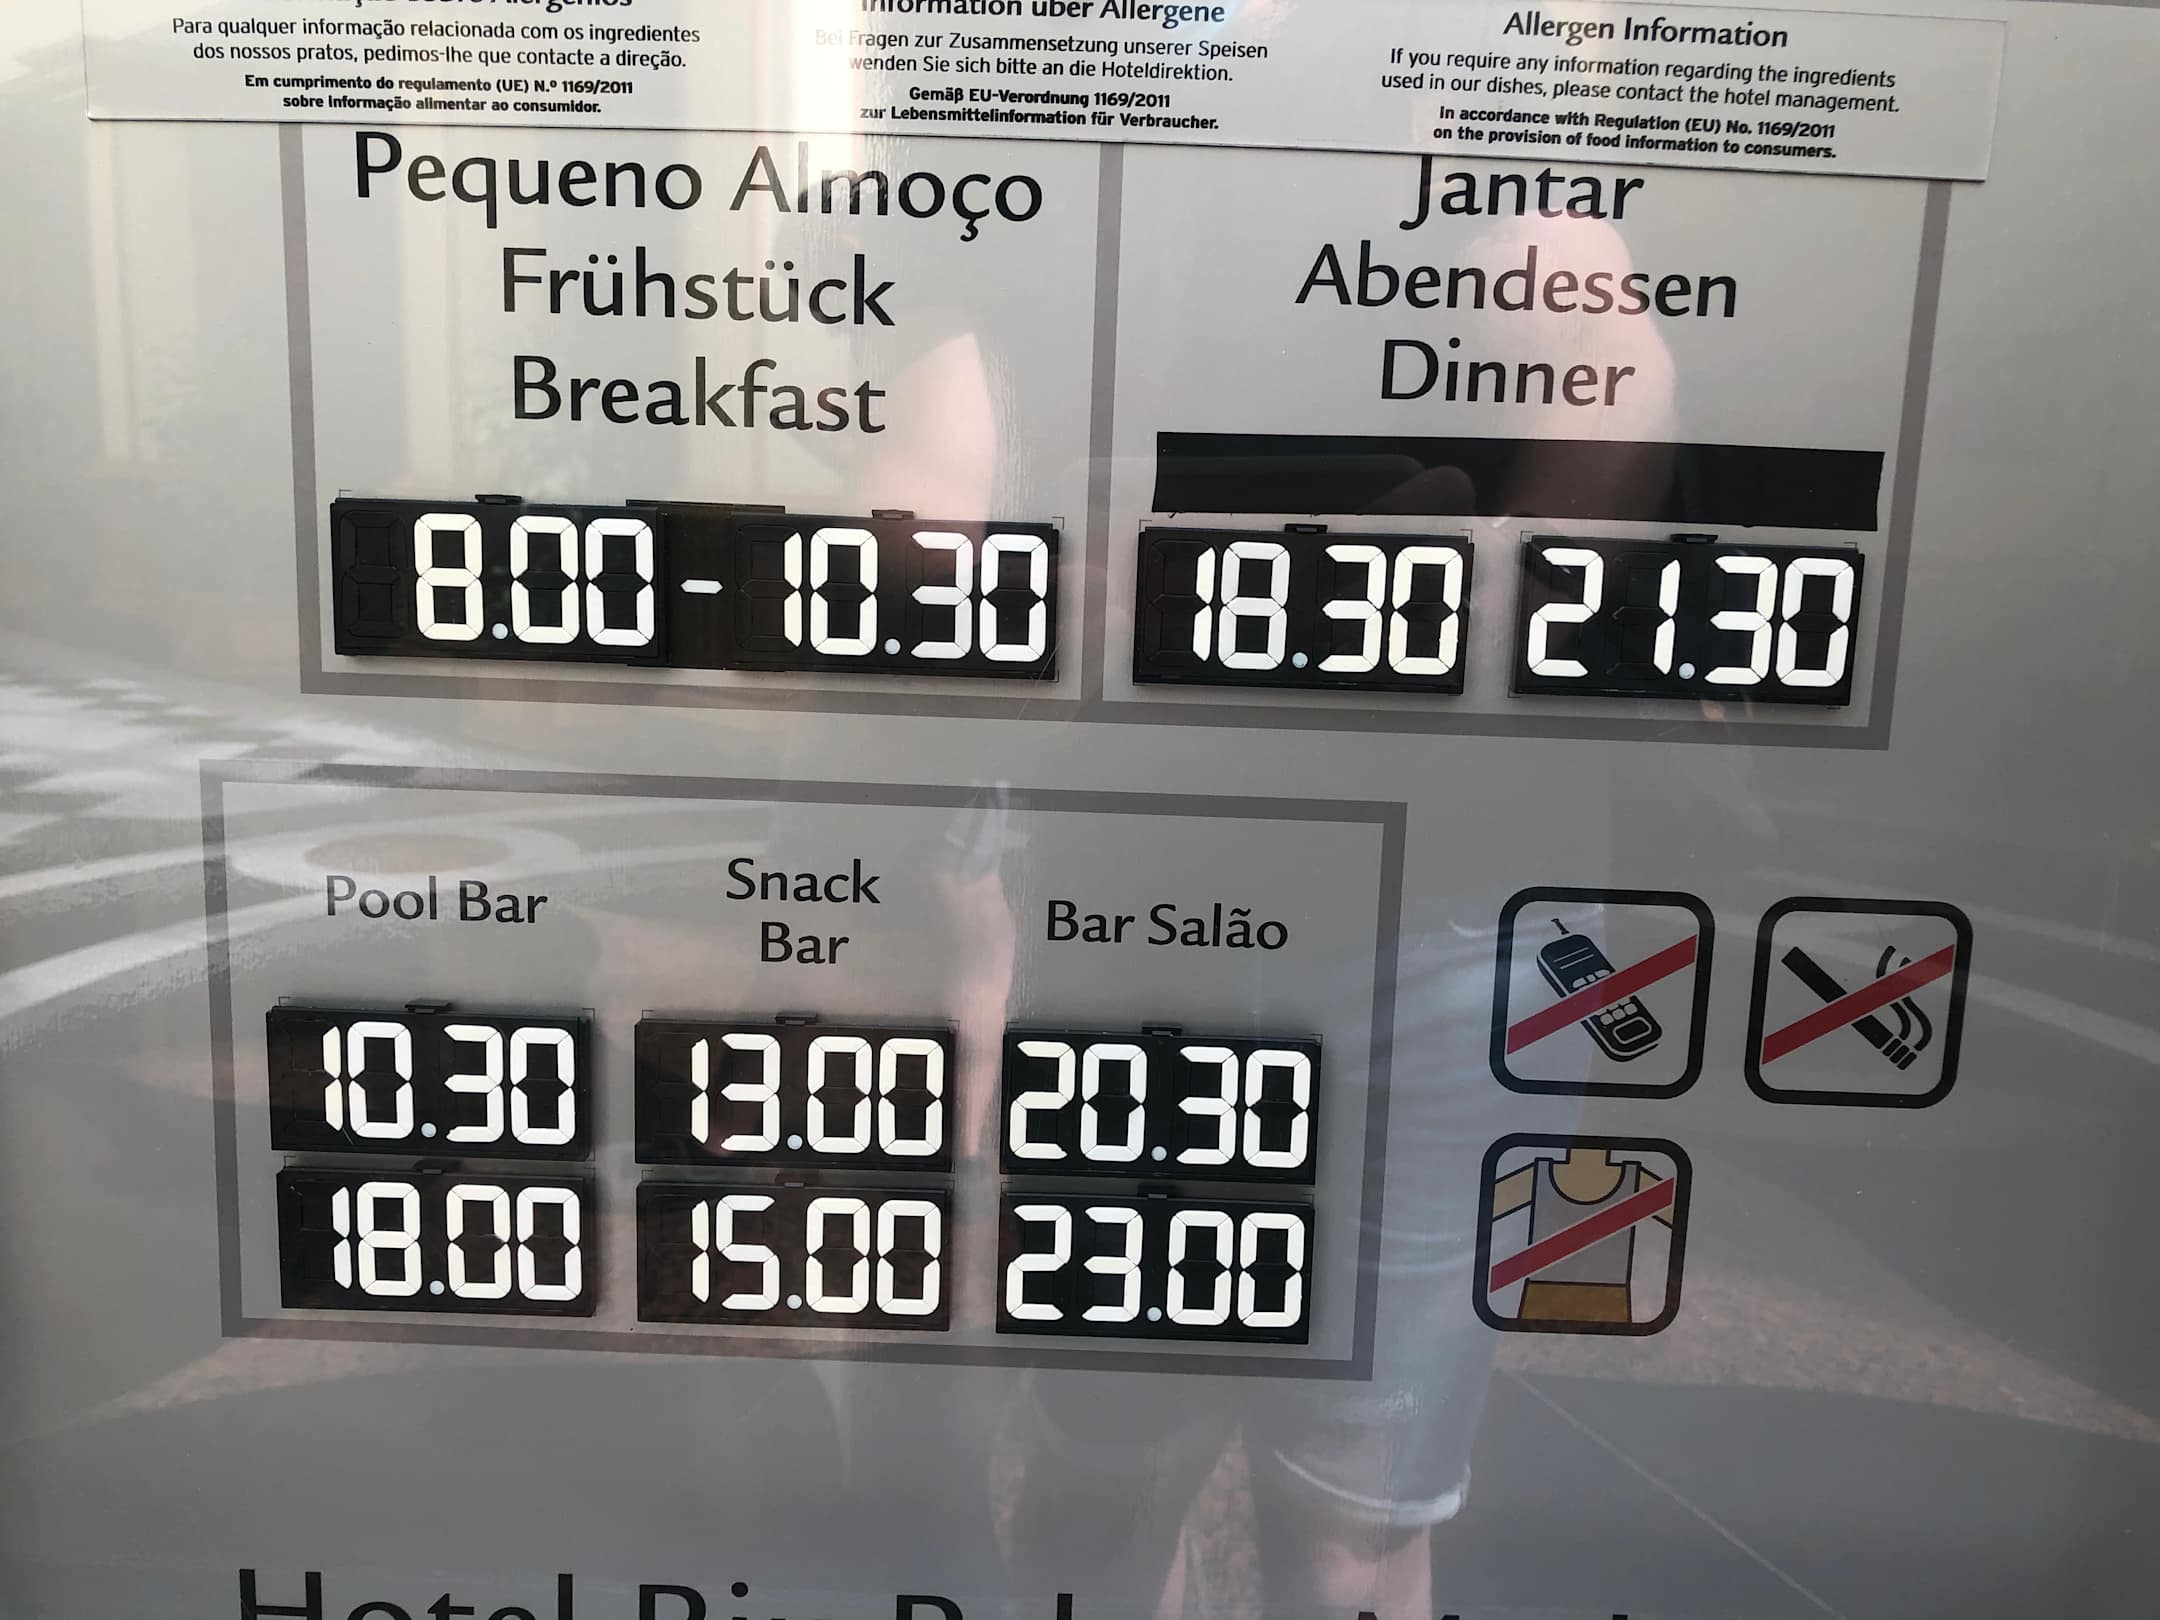 Para qualquer informação relacionada com os ingredientes
dos nossos pratos, pedimos-lhe que contacte a direção.
Em cumprimento do regulamento (UE) N.º 1169/2011
sobre informação alimentar ao consumidor.
Information über Allergene
Bei Fragen zur Zusammensetzung unserer Speisen
wenden Sie sich bitte an die Hoteldirektion.
Gemäß EU-Verordnung 1169/2011
zur Lebensmittelinformation für Verbraucher.
Allergen Information
If you require any information regarding the ingredients
used in our dishes, please contact the hotel management.
In accordance with Regulation (EU) No. 1169/2011
on the provision of food information to consumers.
Pequeno Almoço
Frühstück
Breakfast
8.00 - 10.30
Jantar
Abendessen
Dinner
18.30 21.30
Pool Bar
10.30
18.00
Snack
Bar
13.00
15.00
Bar Salão
20.30
23.00
Hotel